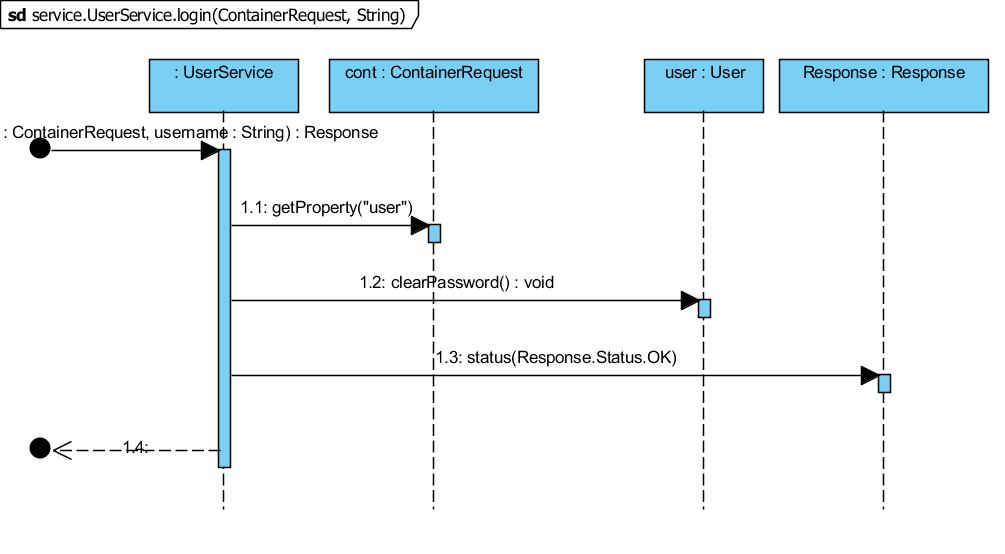 sd service.UserService.login(ContainerRequest, String)
: UserService
cont : ContainerRequest
user : User
Response : Response
: ContainerRequest, username : String) : Response
1.1: getProperty("user")
1.2: clearPassword() : void
1.3: status(Response.Status.OK)
1.4: